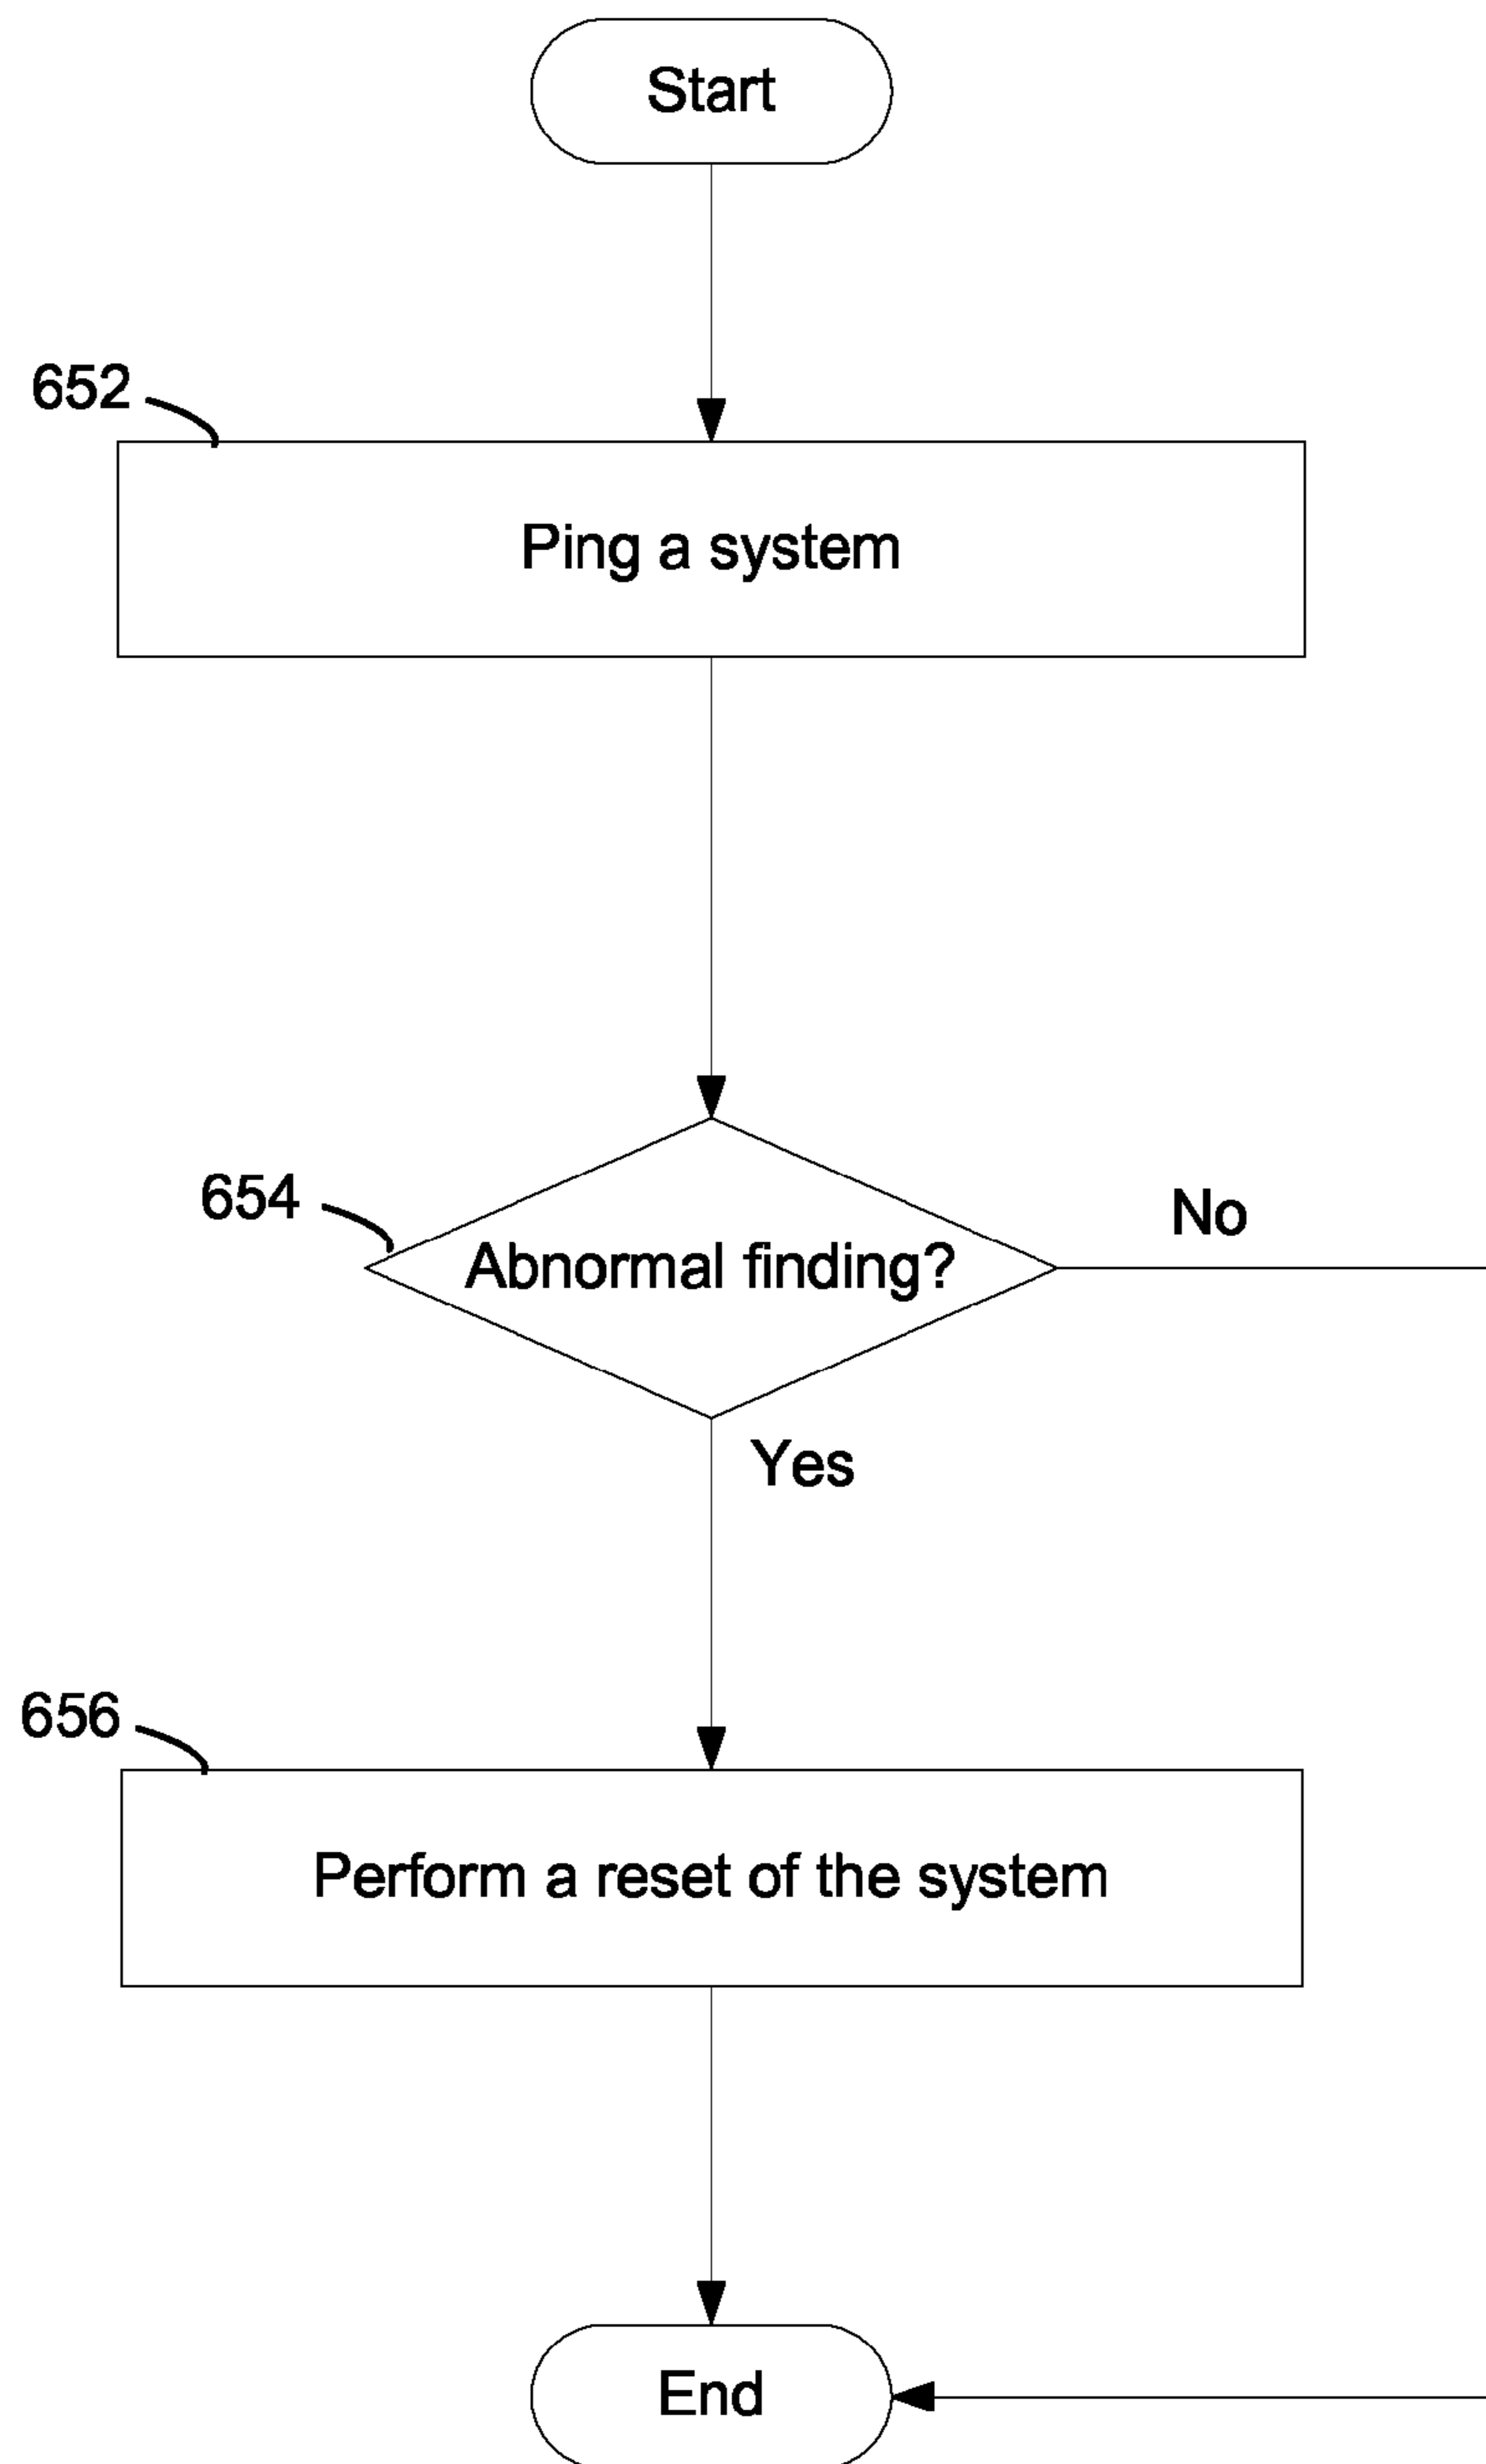 Start
652
Ping a system
654
Abnormal finding?
No
Yes
656
Perform a reset of the system
End